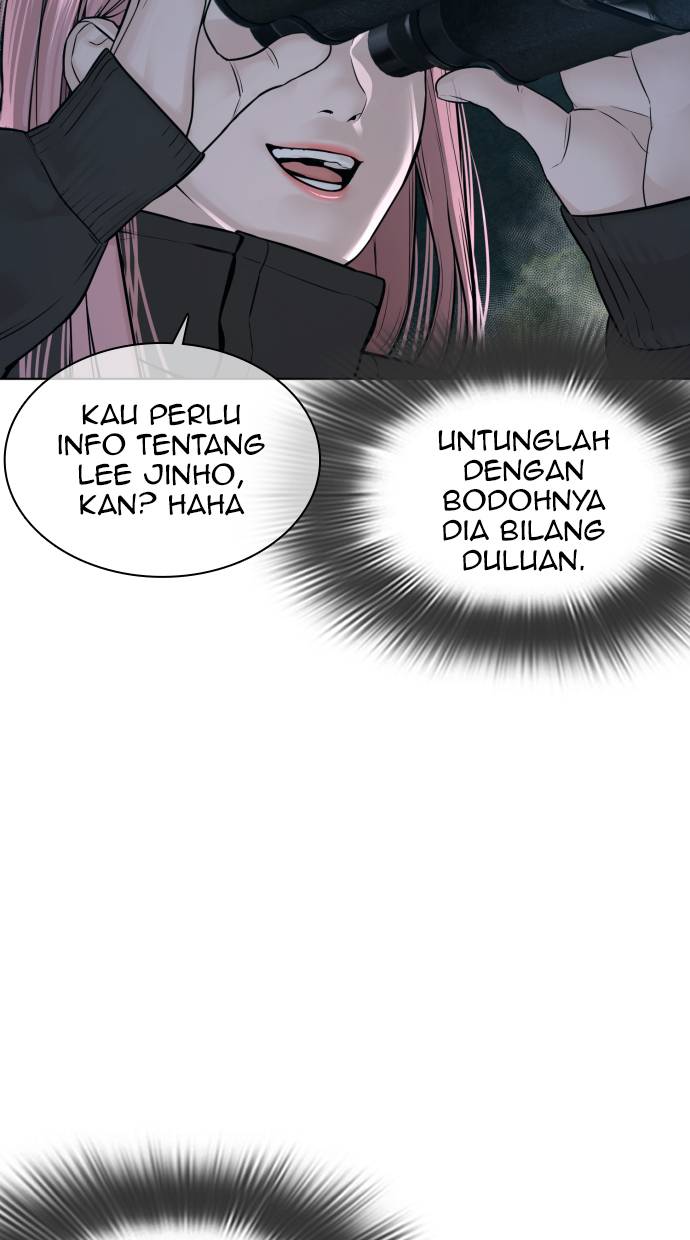 KAU PERLU
INFO TENTANG
LEE JINHO,
KAN? HAHA
UNTUNGLAH
DENGAN
BODOHNYA
DIA BILANG
DULUAN.